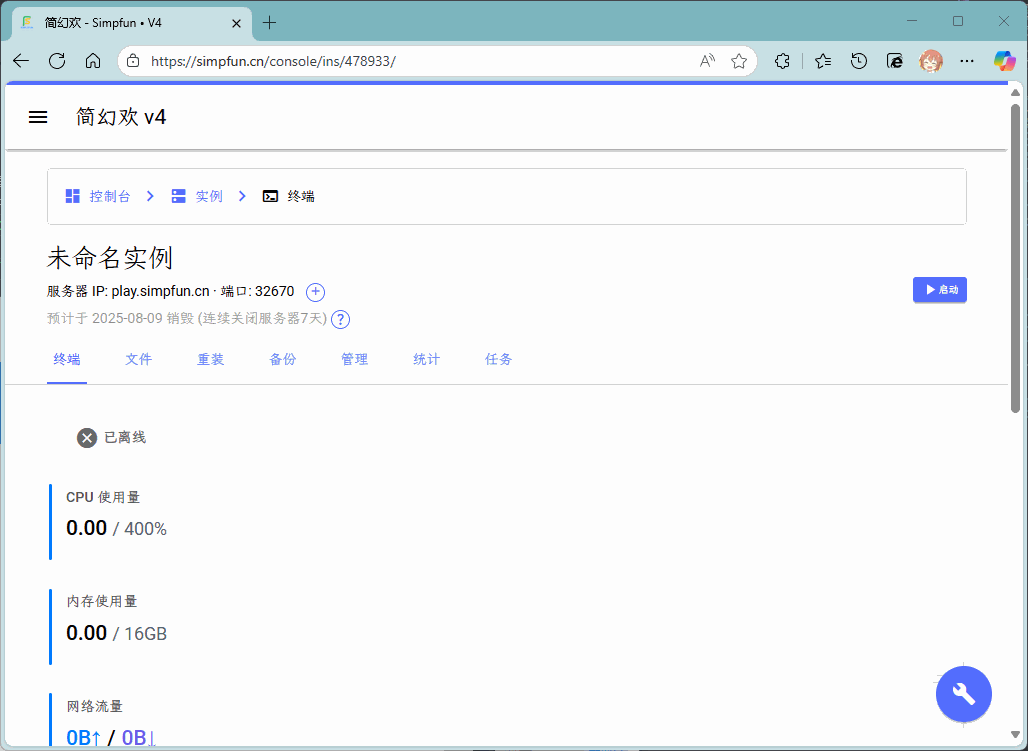 简幻欢 - Simpfun • V4
https://simpfun.cn/console/ins/478933/
简幻欢 v4
控制台 实例 终端
未命名实例
服务器 IP: play.simpfun.cn · 端口: 32670
启动
预计于 2025-08-09 销毁 (连续关闭服务器7天)
终端 文件 重装 备份 管理 统计 任务
已离线
CPU 使用量
0.00 / 400%
内存使用量
0.00 / 16GB
网络流量
0B↑ / 0B↓